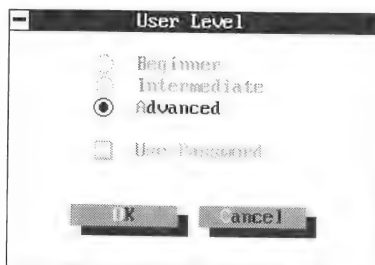 User Level
Beginner
Intermediate
Advanced
Use Password
OK
Cancel